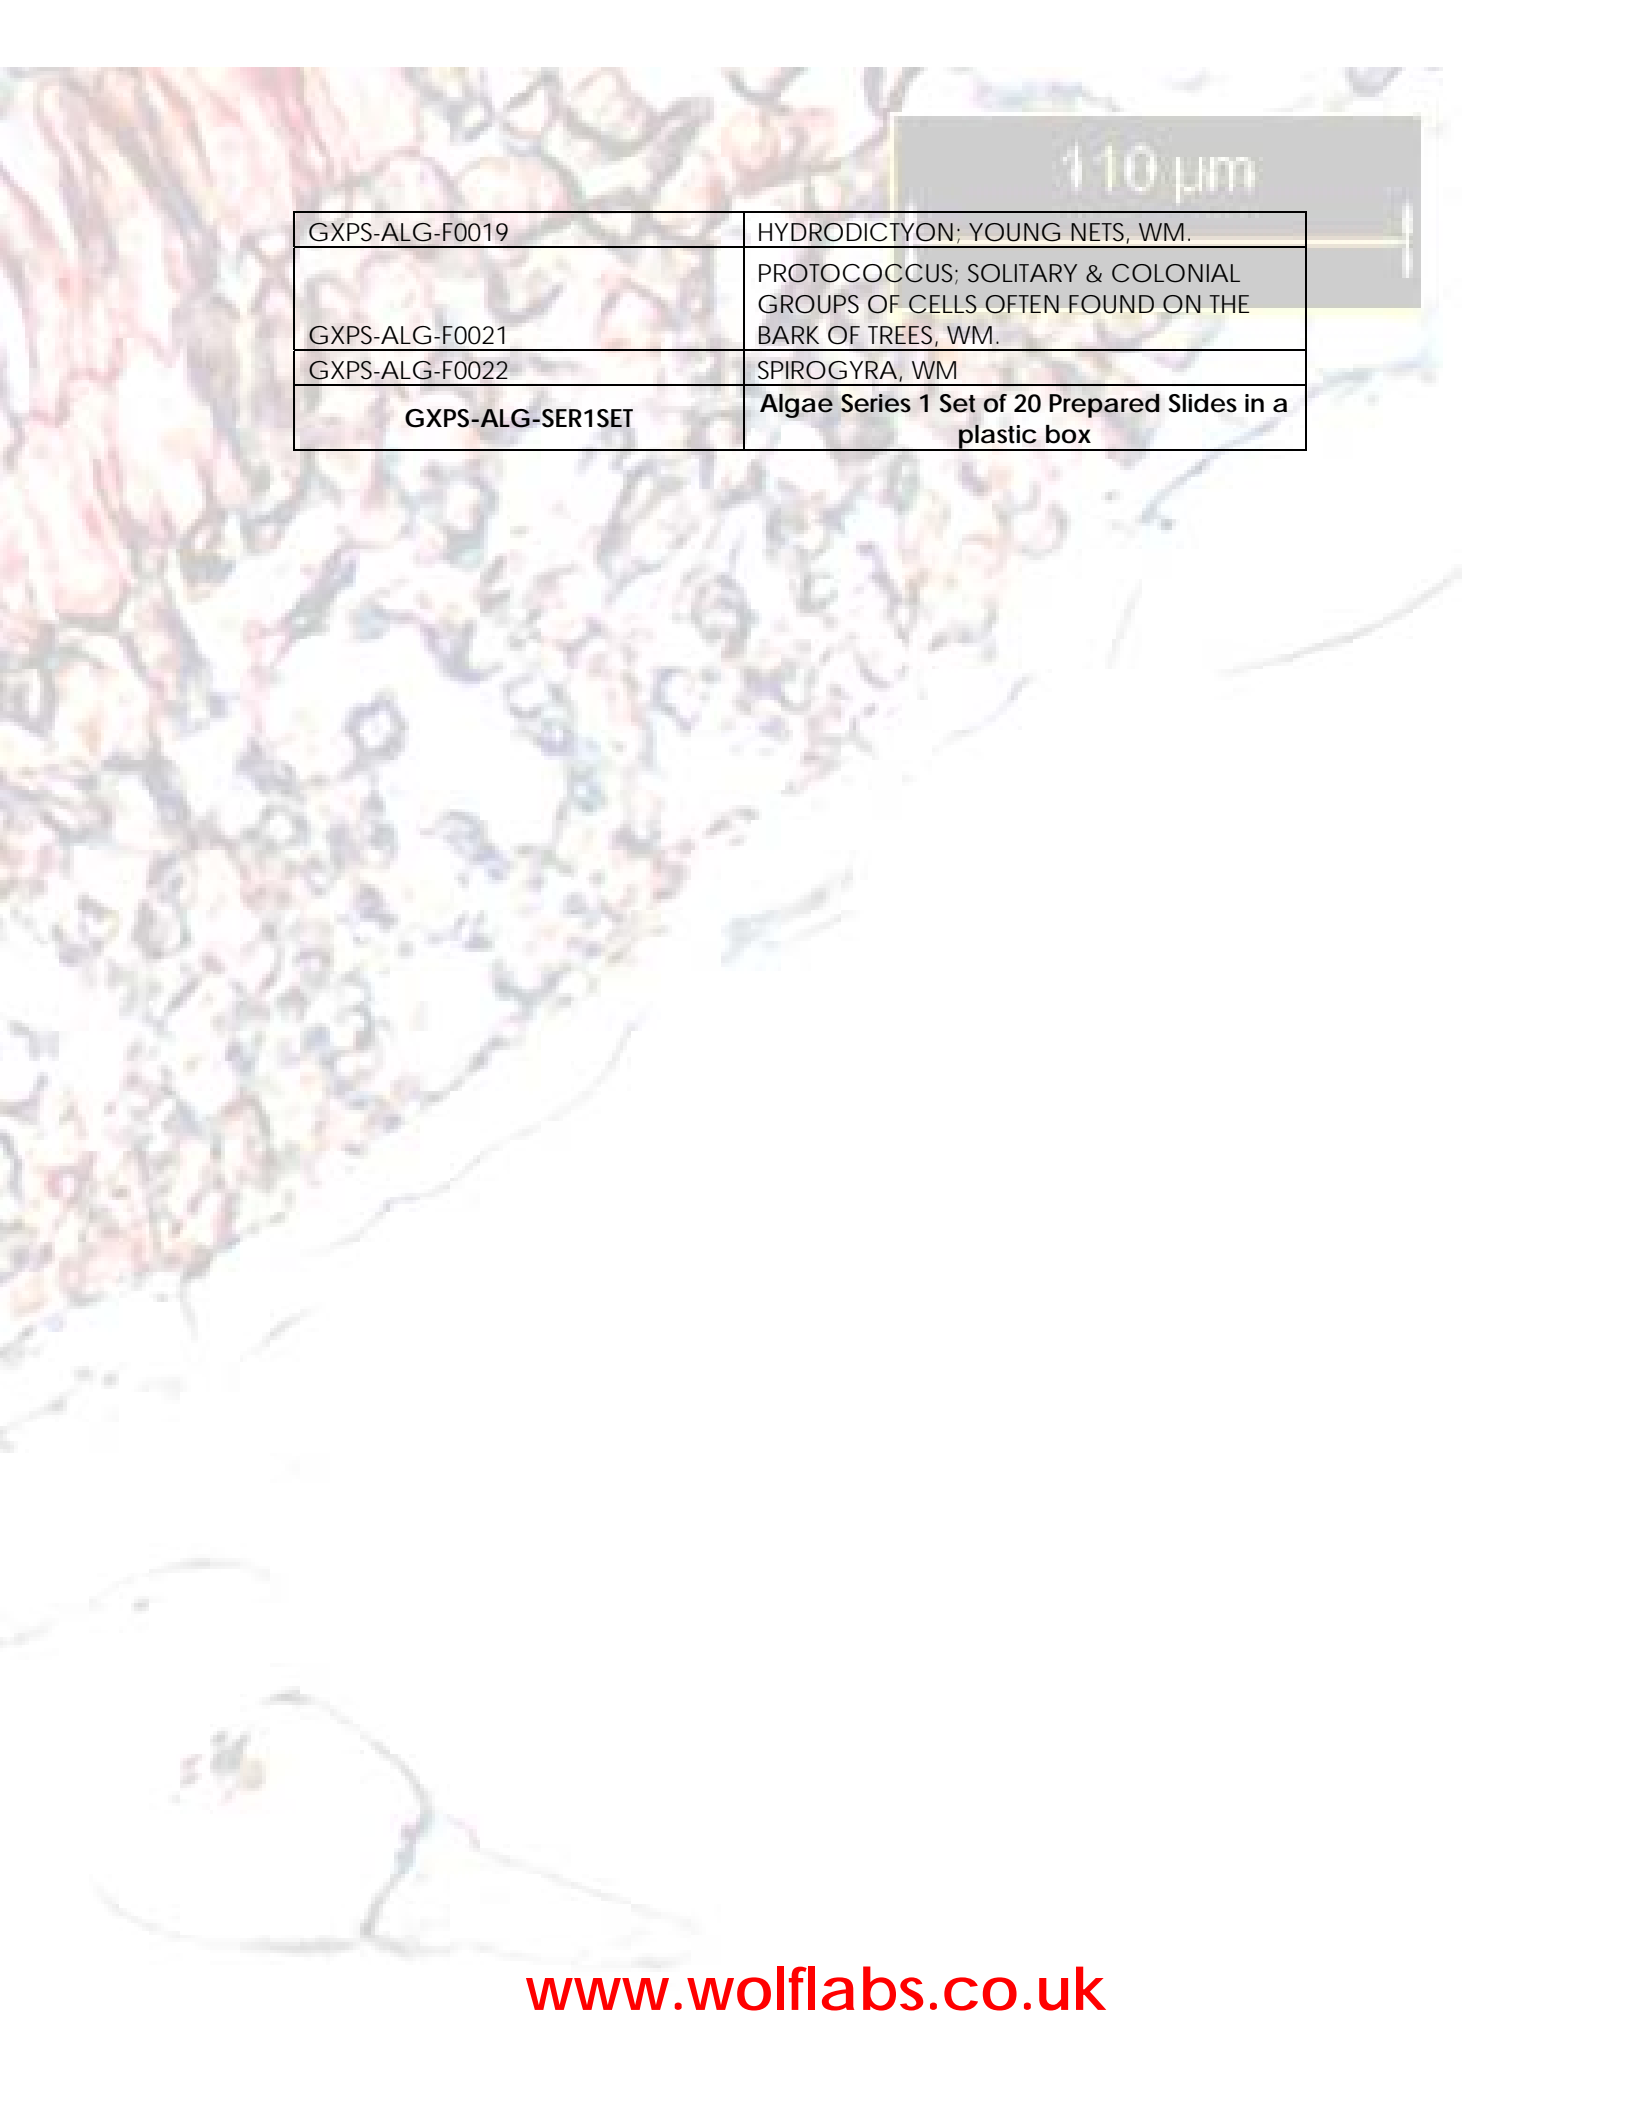 110 µm
GXPS-ALG-F0019
HYDRODICTYON; YOUNG NETS, WM.
GXPS-ALG-F0021
PROTOCOCCUS; SOLITARY & COLONIAL
GROUPS OF CELLS OFTEN FOUND ON THE
BARK OF TREES, WM.
GXPS-ALG-F0022
SPIROGYRA, WM
GXPS-ALG-SER1SET
Algae Series 1 Set of 20 Prepared Slides in a
plastic box
www.wolflabs.co.uk